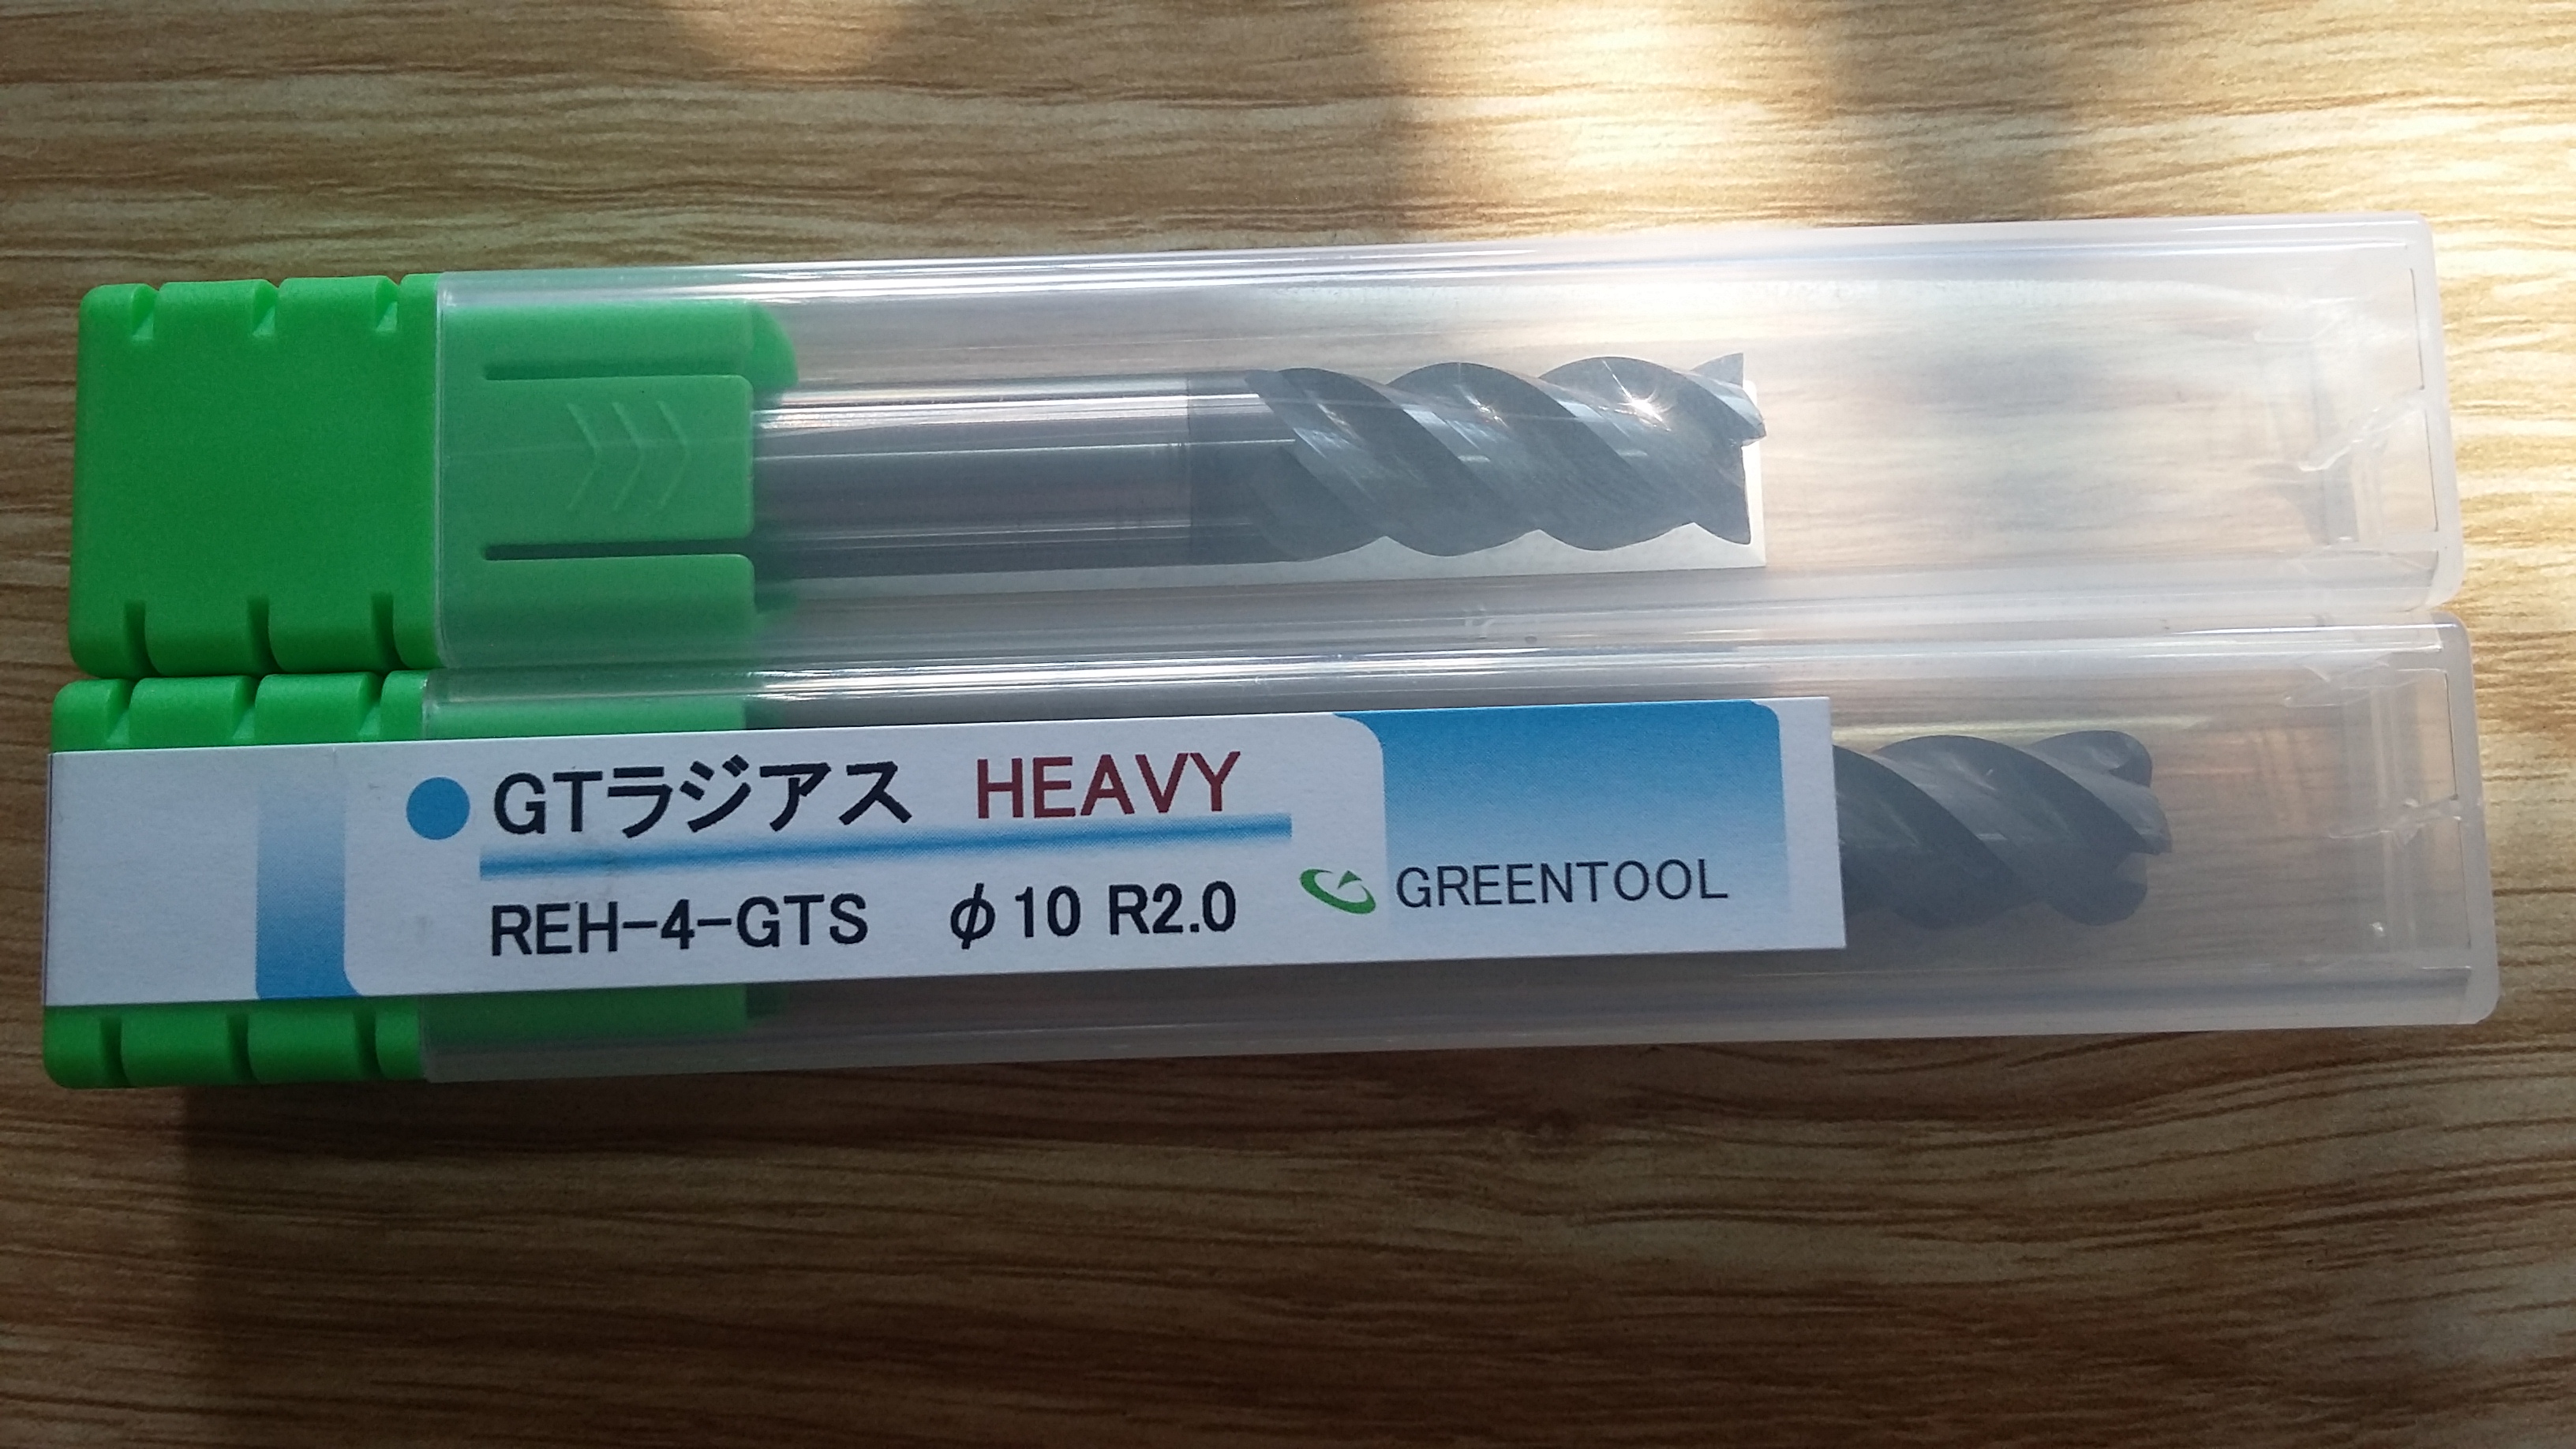 GTラジアス HEAVY
REH-4-GTS φ10 R2.0
GREENTOOL